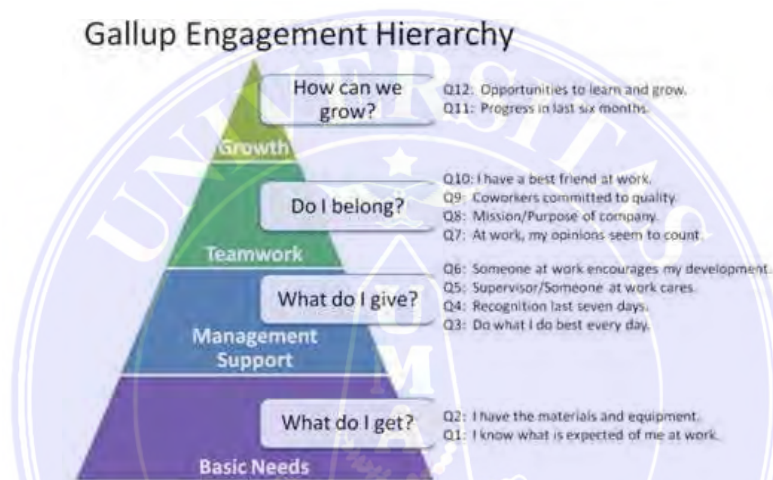 Gallup Engagement Hierarchy
How can we
grow?
Growth
Q12: Opportunities to learn and grow.
Q11: Progress in last six months.
Do I belong?
Teamwork
Q10: I have a best friend at work.
Q9: Coworkers committed to quality.
Q8: Mission/Purpose of company.
Q7: At work, my opinions seem to count.
What do I give?
Management
Support
Q6: Someone at work encourages my development.
Q5: Supervisor/Someone at work cares.
Q4: Recognition last seven days.
Q3: Do what I do best every day.
What do I get?
Basic Needs
Q2: I have the materials and equipment.
Q1: I know what is expected of me at work.
UNIVERSITAS
UMA